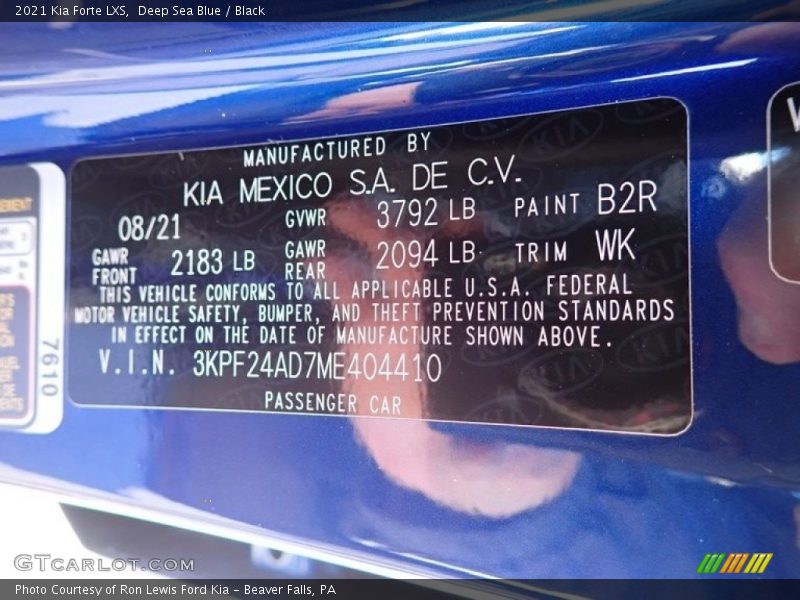 2021 Kia Forte LXS,  Deep Sea Blue / Black
MANUFACTURED BY
KIA MEXICO S.A. DE C.V.
08/21 GVWR 3792 LB PAINT B2R
GAWR FRONT 2183 LB GAWR REAR 2094 LB TRIM WK
THIS VEHICLE CONFORMS TO ALL APPLICABLE U.S.A. FEDERAL
MOTOR VEHICLE SAFETY, BUMPER, AND THEFT PREVENTION STANDARDS
IN EFFECT ON THE DATE OF MANUFACTURE SHOWN ABOVE.
V.I.N. 3KPF24AD7ME404410
PASSENGER CAR
7610
GTCARLOT.COM
Photo Courtesy of Ron Lewis Ford Kia – Beaver Falls, PA